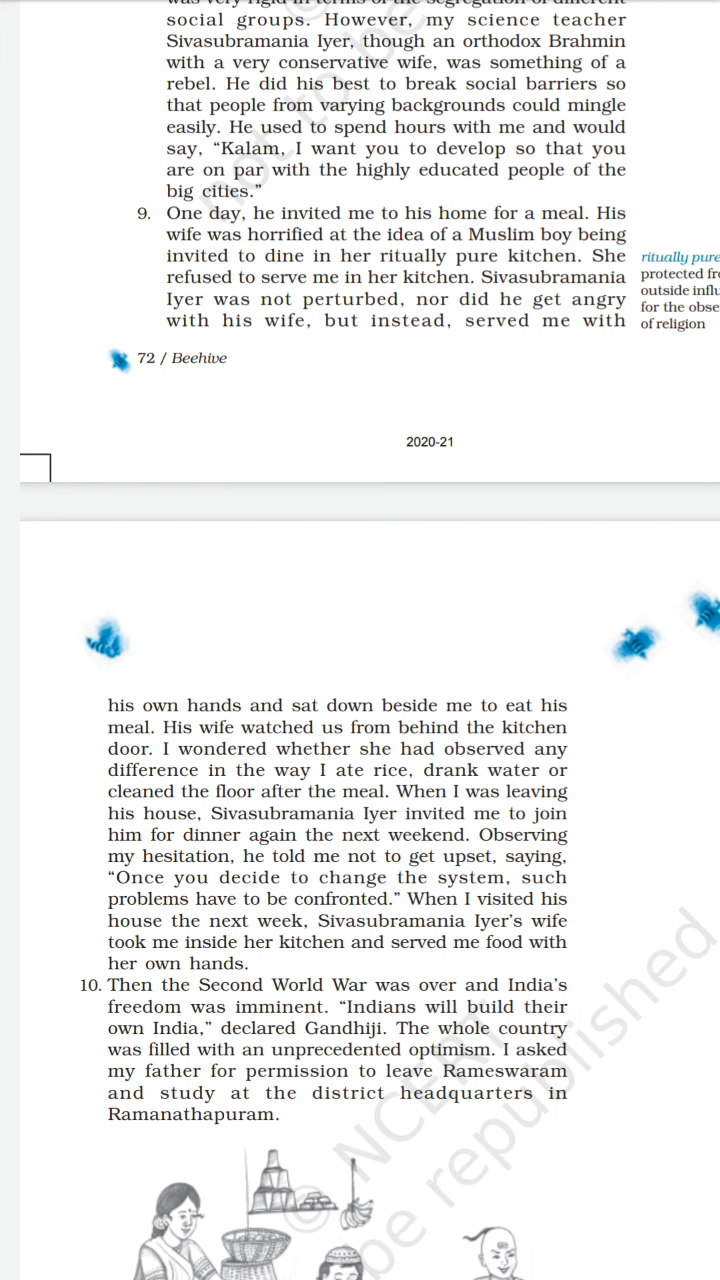 social groups. However, my science teacher
Sivasubramania Iyer, though an orthodox Brahmin
with a very conservative wife, was something of a
rebel. He did his best to break social barriers so
that people from varying backgrounds could mingle
easily. He used to spend hours with me and would
say, “Kalam, I want you to develop so that you
are on par with the highly educated people of the
big cities.”
9. One day, he invited me to his home for a meal. His
wife was horrified at the idea of a Muslim boy being
invited to dine in her ritually pure kitchen. She
refused to serve me in her kitchen. Sivasubramania
Iyer was not perturbed, nor did he get angry
with his wife, but instead, served me with
ritually pure
protected
outside
for the
of religion
72 / Beehive
2020-21
his own hands and sat down beside me to eat his
meal. His wife watched us from behind the kitchen
door. I wondered whether she had observed any
difference in the way I ate rice, drank water or
cleaned the floor after the meal. When I was leaving
his house, Sivasubramania Iyer invited me to join
him for dinner again the next weekend. Observing
my hesitation, he told me not to get upset, saying,
“Once you decide to change the system, such
problems have to be confronted.” When I visited his
house the next week, Sivasubramania Iyer’s wife
took me inside her kitchen and served me food with
her own hands.
10. Then the Second World War was over and India’s
freedom was imminent. “Indians will build their
own India,” declared Gandhiji. The whole country
was filled with an unprecedented optimism. I asked
my father for permission to leave Rameswaram
and study at the district headquarters in
Ramanathapuram.
not to be
© NCERT
be republished